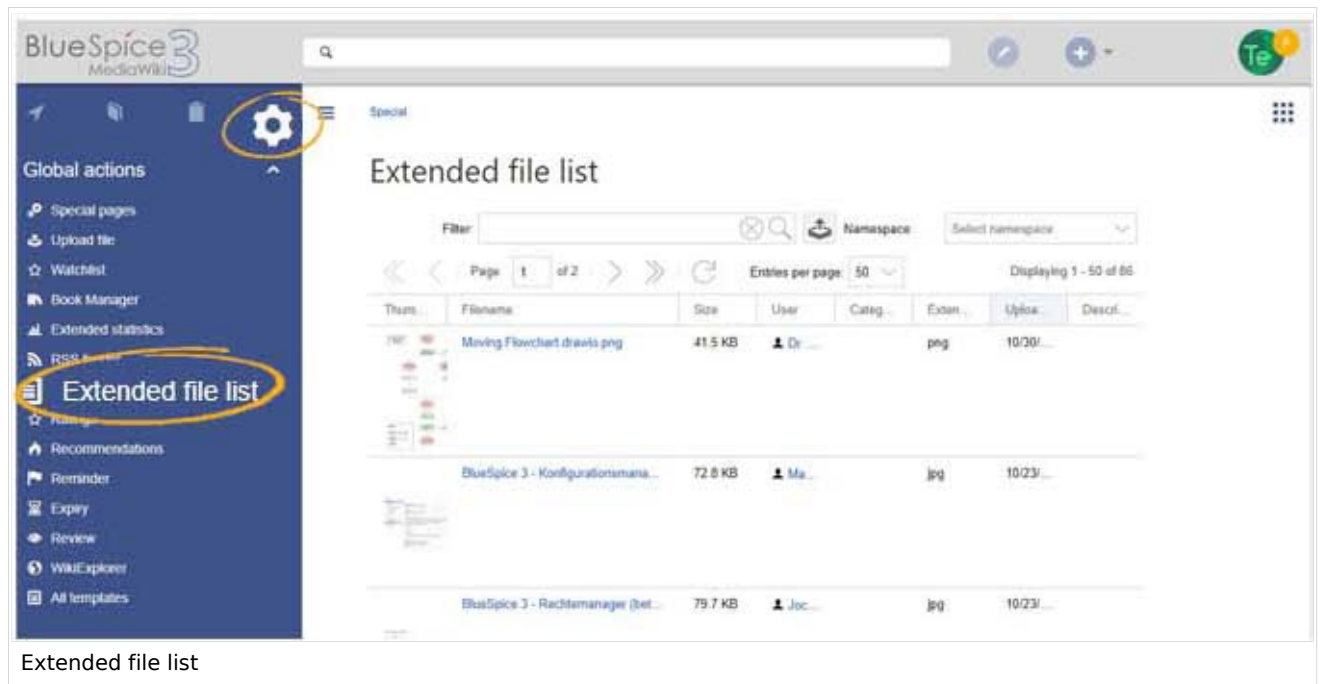 BlueSpice 3
MediaWiki
Te
Special
Global actions
Extended file list
Special pages
Filter:
Namespace
Select namespace
Upload file
Watchlist
Page 1 of 2
Entries per page: 50
Displaying 1 - 50 of 86
Book Manager
Thum... Filename Size User Categ... Exten... Uploa... Descri...
Extended statistics
RSS
Moving Flowchart.drawio.png 41.5 KB Dr ... png 10/30/...
Extended file list
Recommendations
Reminder
BlueSpice 3 - Konfigurationsmana... 72.8 KB Ma... jpg 10/23/...
Expiry
Review
WikiExplorer
All templates
BlueSpice 3 - Rechtemanager (bet... 79.7 KB Joc... jpg 10/23/...
Extended file list